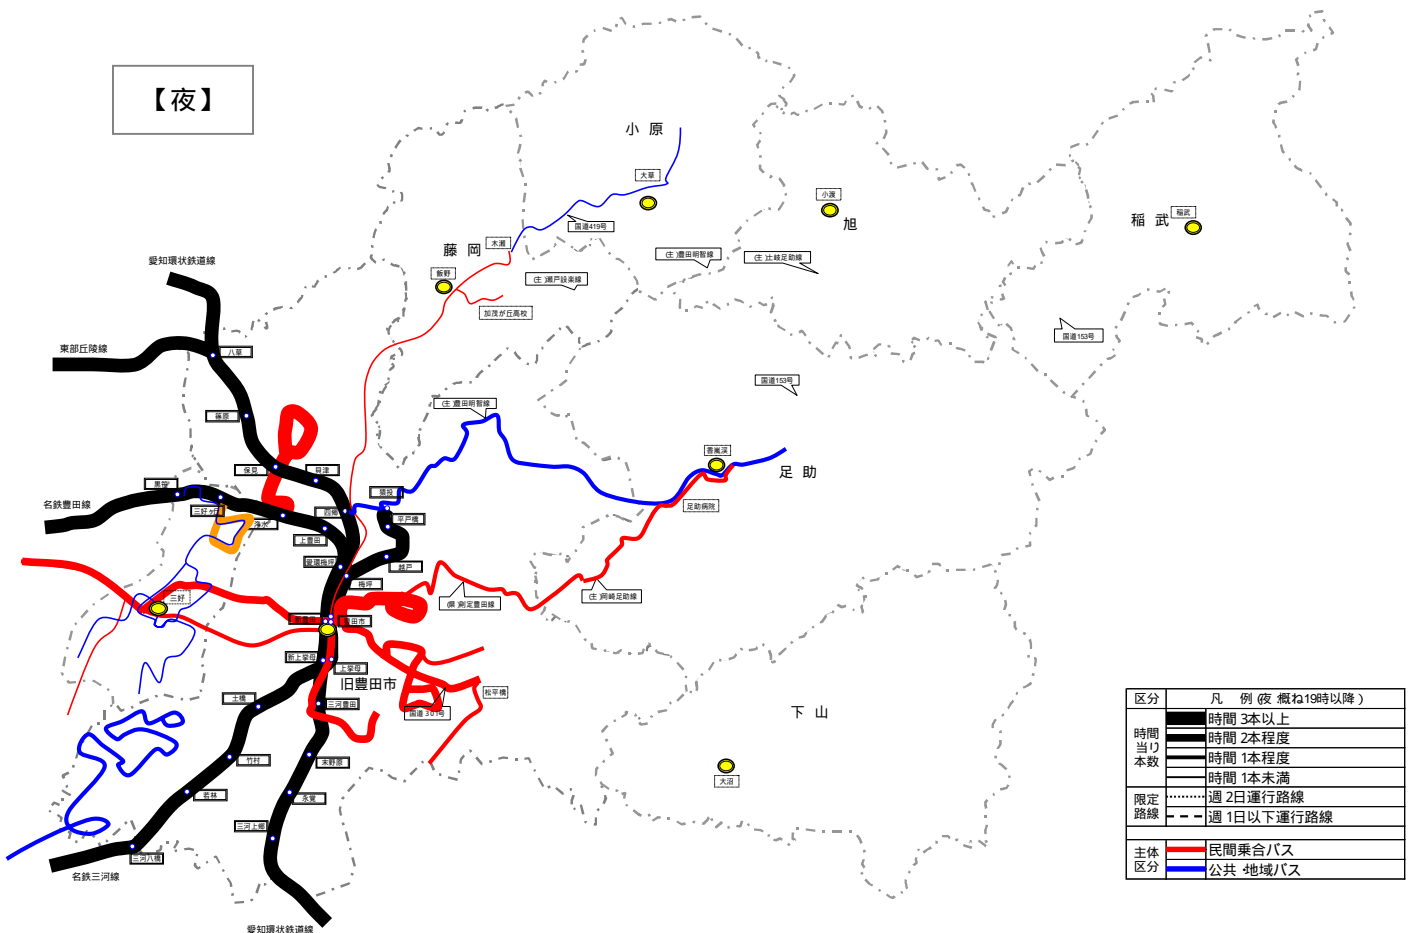 【夜】
小 原
大草
小渡
旭
稲 武
稲武
国道419号
藤 岡
木瀬
飯野
(主)豊田明智線
(主)土岐足助線
(主)瀬戸設楽線
加茂が丘高校
愛知環状鉄道線
東部丘陵線
八草
国道153号
国道153号
篠原
(主)豊田明智線
香嵐渓
足 助
保見
貝津
黒笹
猿投
足助病院
名鉄豊田線
三好ヶ丘
四郷
浄水
平戸橋
上豊田
愛環梅坪
越戸
梅坪
三好
(県)則定豊田線
(主)岡崎足助線
新豊田
豊田市
新上挙母
上挙母
旧豊田市
松平橋
土橋
三河豊田
国道301号
下 山
竹村
末野原
大沼
若林
永覚
三河上郷
三河八橋
名鉄三河線
愛知環状鉄道線
区分 凡 例(夜:概ね19時以降)
時間当り本数
時間3本以上
時間2本程度
時間1本程度
時間1本未満
限定路線
週2日運行路線
週1日以下運行路線
主体区分
民間乗合バス
公共・地域バス